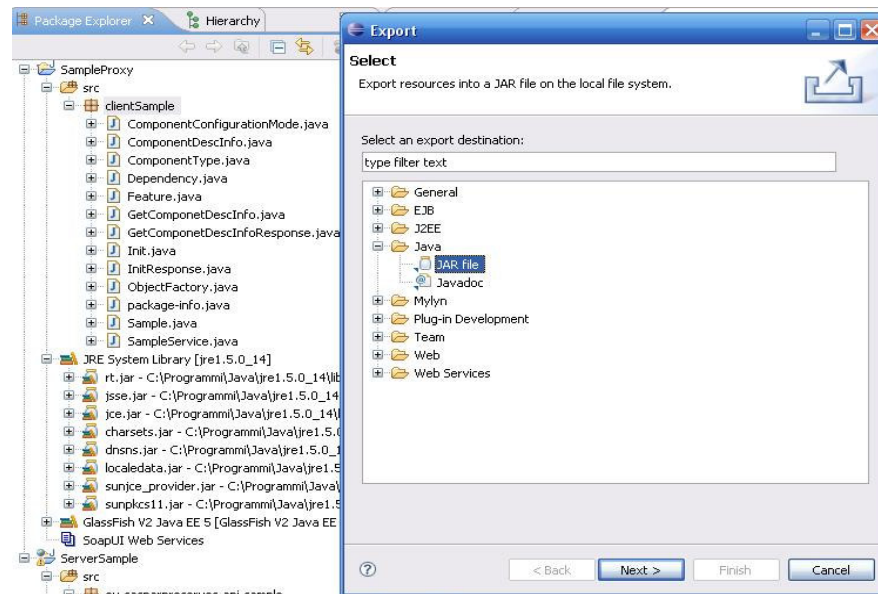 Package Explorer
Hierarchy
SampleProxy
src
clientSample
ComponentConfigurationMode.java
ComponentDescInfo.java
ComponentType.java
Dependency.java
Feature.java
GetComponetDescInfo.java
GetComponetDescInfoResponse.java
Init.java
InitResponse.java
ObjectFactory.java
package-info.java
Sample.java
SampleService.java
JRE System Library [jre1.5.0_14]
rt.jar - C:\Programmi\Java\jre1.5.0_14\lib
jsse.jar - C:\Programmi\Java\jre1.5.0_14
jce.jar - C:\Programmi\Java\jre1.5.0_14\l
charsets.jar - C:\Programmi\Java\jre1.5.0
dnsns.jar - C:\Programmi\Java\jre1.5.0_1
localedata.jar - C:\Programmi\Java\jre1.5
sunjce_provider.jar - C:\Programmi\Java\
sunpkcs11.jar - C:\Programmi\Java\jre1.5
GlassFish V2 Java EE 5 [GlassFish V2 Java EE
SoapUI Web Services
ServerSample
src
Export
Select
Export resources into a JAR file on the local file system.
Select an export destination:
type filter text
General
EJB
J2EE
Java
JAR file
Javadoc
Mylyn
Plug-in Development
Team
Web
Web Services
< Back
Next >
Finish
Cancel